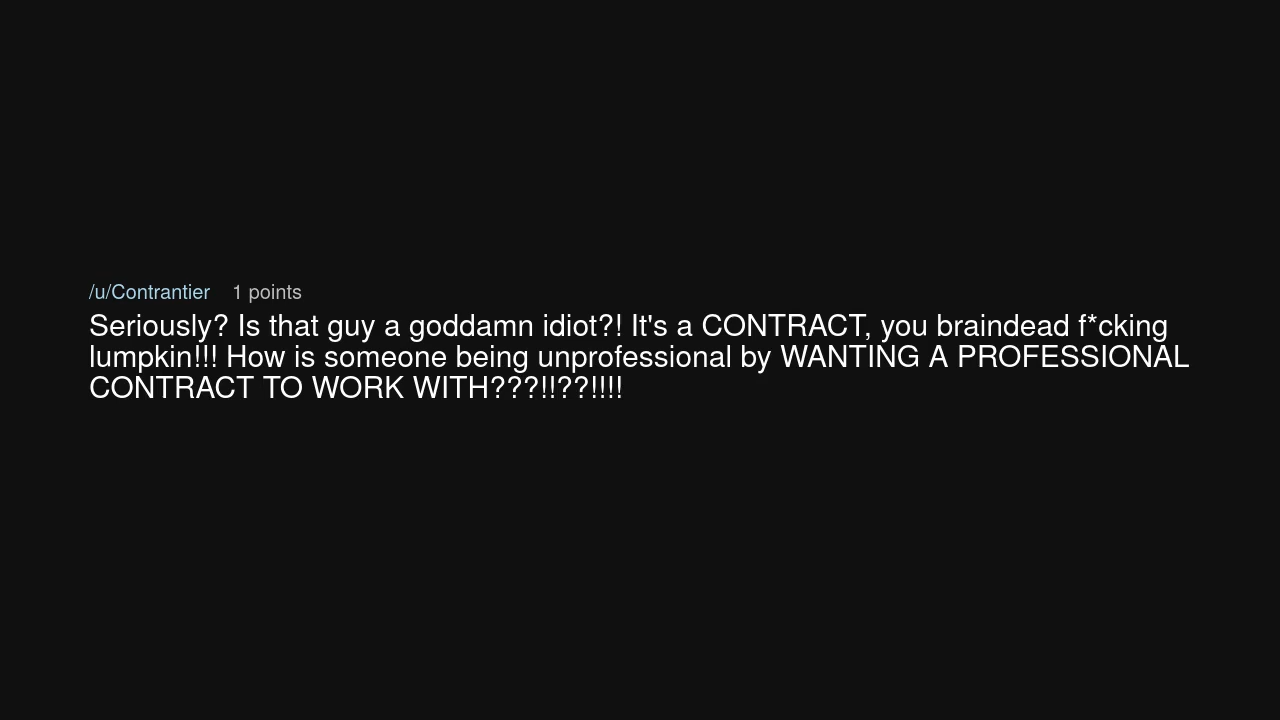 /u/Contrantier 1 points
Seriously? Is that guy a goddamn idiot?! It's a CONTRACT, you braindead f*cking
lumpkin!!! How is someone being unprofessional by WANTING A PROFESSIONAL
CONTRACT TO WORK WITH???!!??!!!!